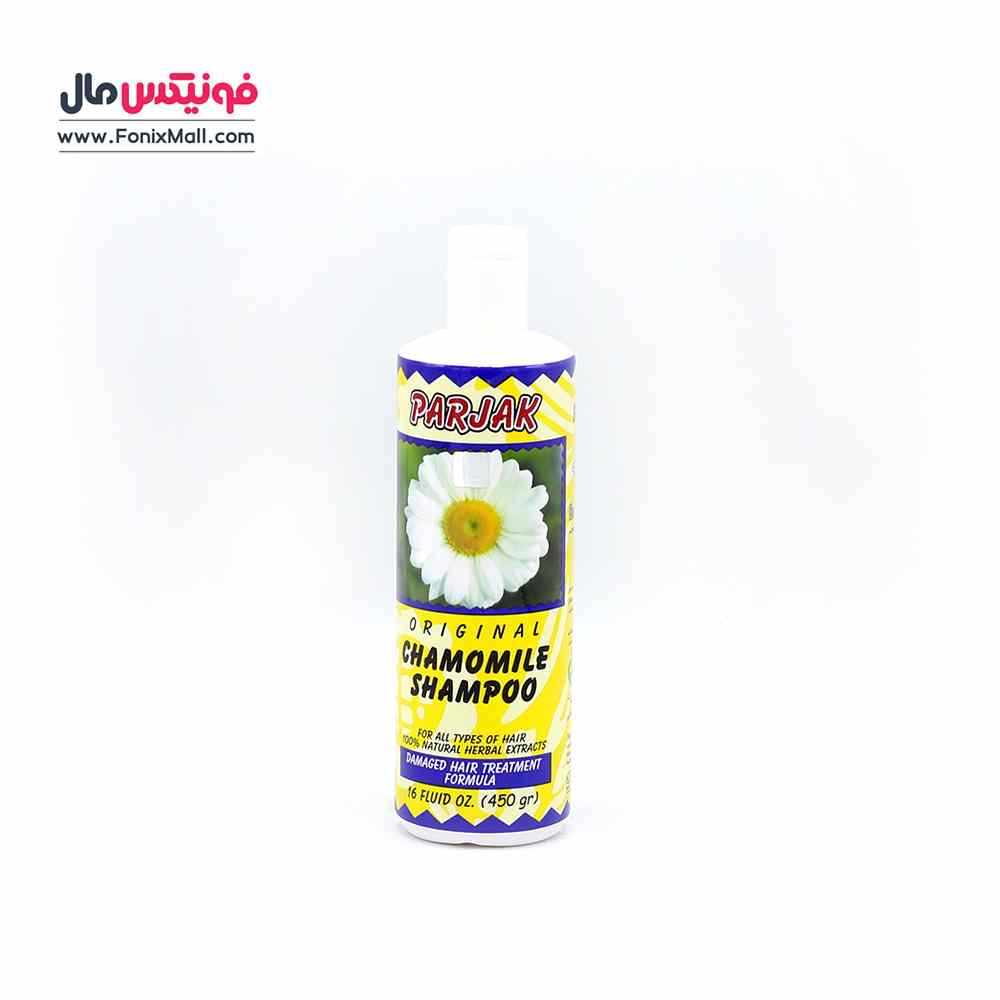 فونیکس مال
www.FonixMall.com
PARJAK
ORIGINAL
CHAMOMILE
SHAMPOO
FOR ALL TYPES OF HAIR
100% NATURAL HERBAL EXTRACTS
DAMAGED HAIR TREATMENT
FORMULA
16 FLUID OZ. (450 gr)